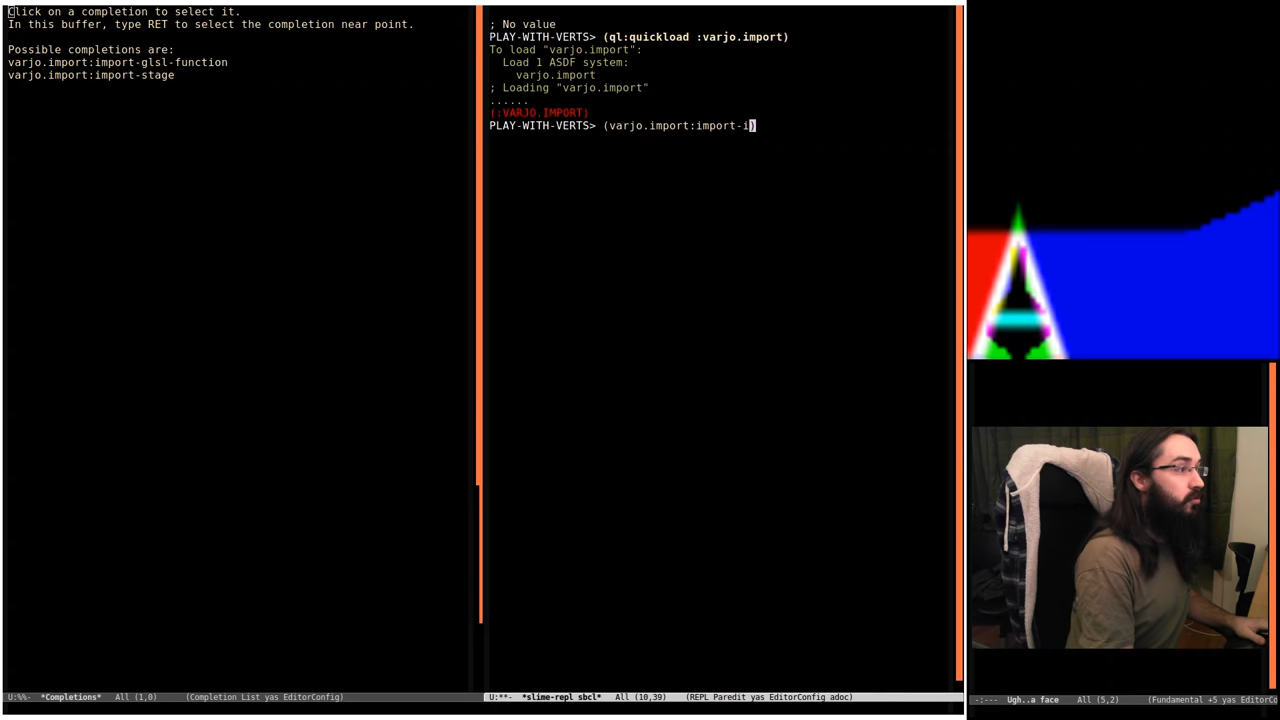 Click on a completion to select it.
In this buffer, type RET to select the completion near point.
Possible completions are:
varjo.import:import-glsl-function
varjo.import:import-stage
U:%%-  *Completions*   All (1,0)      (Completion List yas EditorConfig)
; No value
PLAY-WITH-VERTS> (ql:quickload :varjo.import)
To load "varjo.import":
  Load 1 ASDF system:
    varjo.import
; Loading "varjo.import"
......
(:VARJO.IMPORT)
PLAY-WITH-VERTS> (varjo.import:import-i)
U:**-  *slime-repl sbcl*   All (10,39)    (REPL Paredit yas EditorConfig adoc)
-:---  Ugh..a face    All (5,2)      (Fundamental +5 yas EditorCo